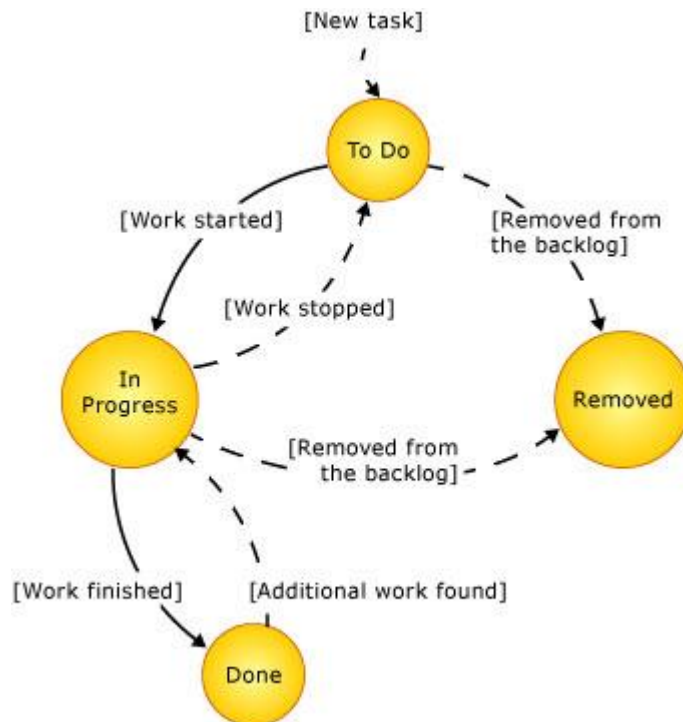 [New task]
To Do
[Work started]
[Removed from
the backlog]
[Work stopped]
In
Progress
Removed
[Removed from
the backlog]
[Work finished]
[Additional work found]
Done